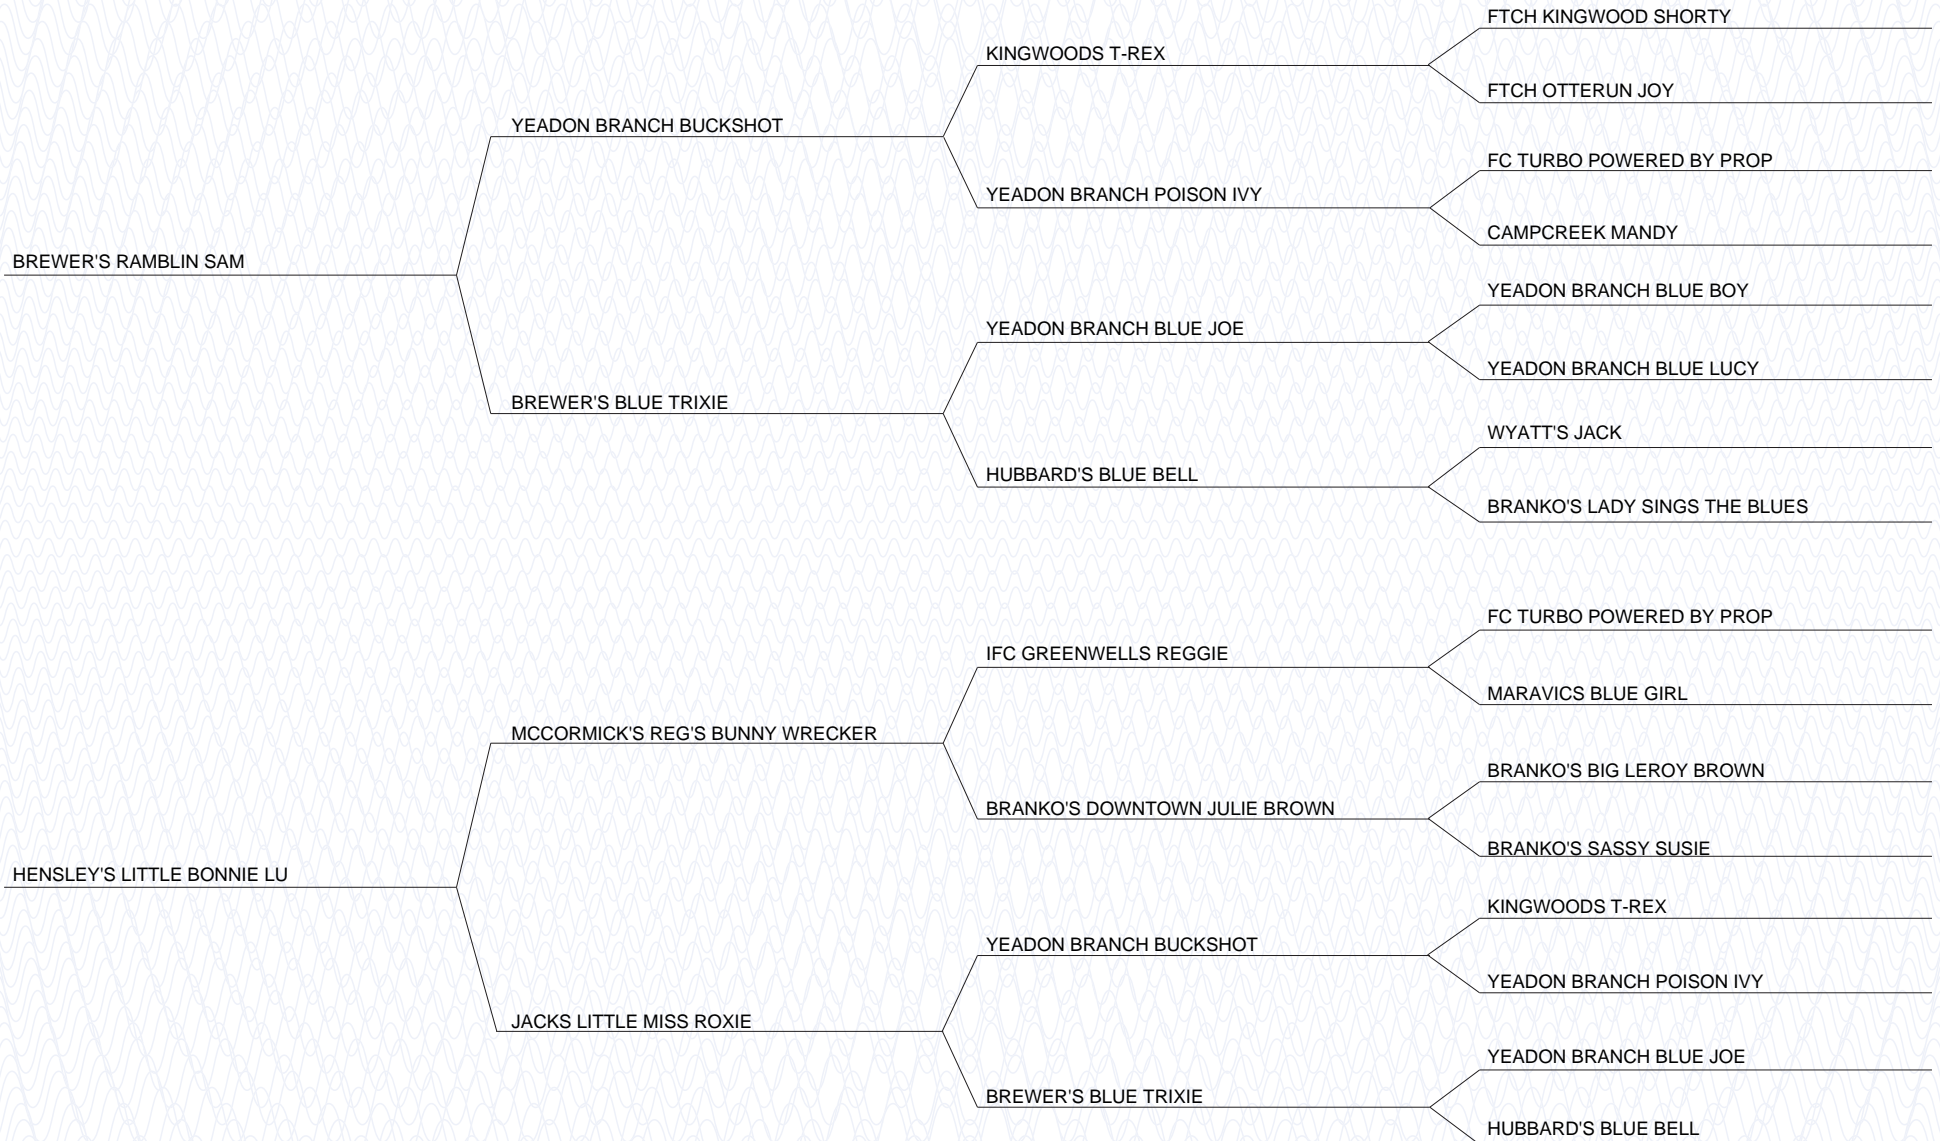 FTCH KINGWOOD SHORTY
KINGWOODS T-REX
FTCH OTTERUN JOY
YEADON BRANCH BUCKSHOT
FC TURBO POWERED BY PROP
YEADON BRANCH POISON IVY
CAMPCREEK MANDY
BREWER'S RAMBLIN SAM
YEADON BRANCH BLUE BOY
YEADON BRANCH BLUE JOE
YEADON BRANCH BLUE LUCY
BREWER'S BLUE TRIXIE
WYATT'S JACK
HUBBARD'S BLUE BELL
BRANKO'S LADY SINGS THE BLUES
FC TURBO POWERED BY PROP
IFC GREENWELLS REGGIE
MARAVICS BLUE GIRL
MCCORMICK'S REG'S BUNNY WRECKER
BRANKO'S BIG LEROY BROWN
BRANKO'S DOWNTOWN JULIE BROWN
BRANKO'S SASSY SUSIE
HENSLEY'S LITTLE BONNIE LU
KINGWOODS T-REX
YEADON BRANCH BUCKSHOT
YEADON BRANCH POISON IVY
JACKS LITTLE MISS ROXIE
YEADON BRANCH BLUE JOE
BREWER'S BLUE TRIXIE
HUBBARD'S BLUE BELL